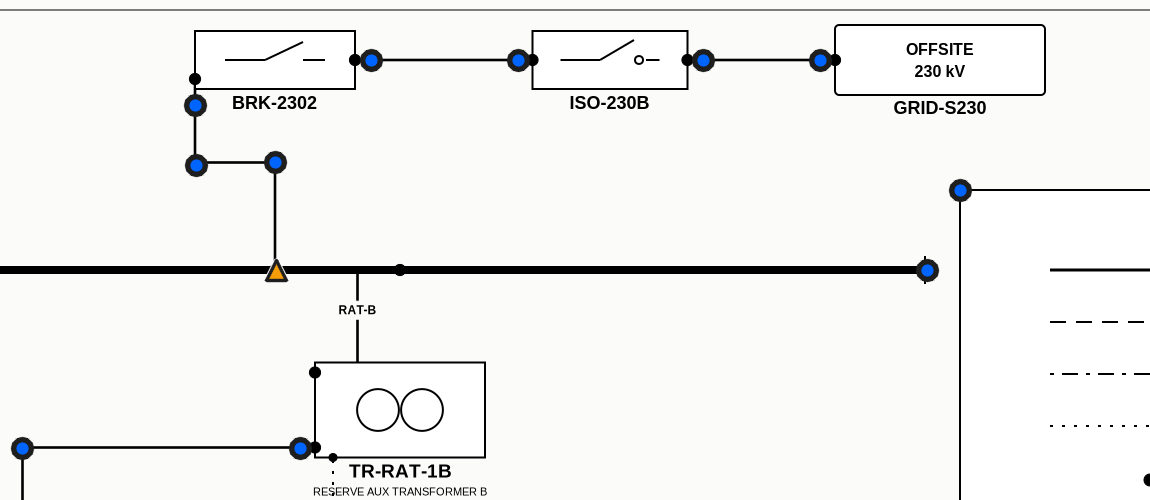 OFFSITE
230 kV
BRK-2302
ISO-230B
GRID-S230
RAT-B
TR-RAT-1B
RESERVE AUX TRANSFORMER B